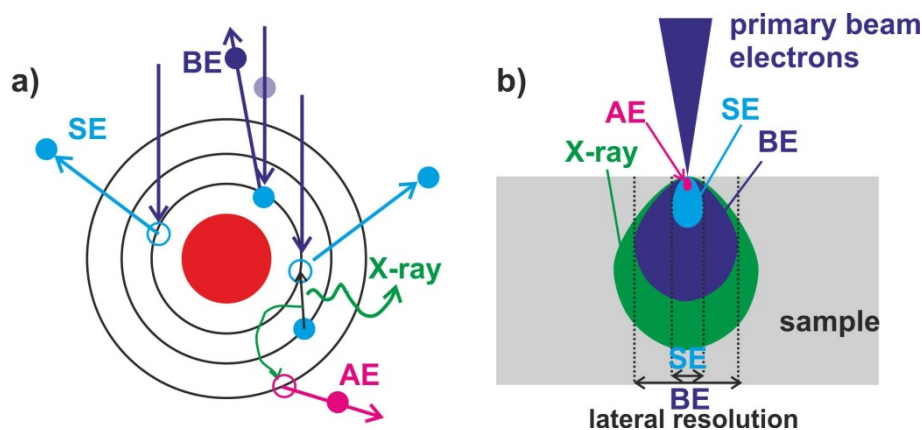 a)
BE
SE
X-ray
AE
b)
primary beam
electrons
AE
SE
X-ray
BE
sample
SE
BE
lateral resolution